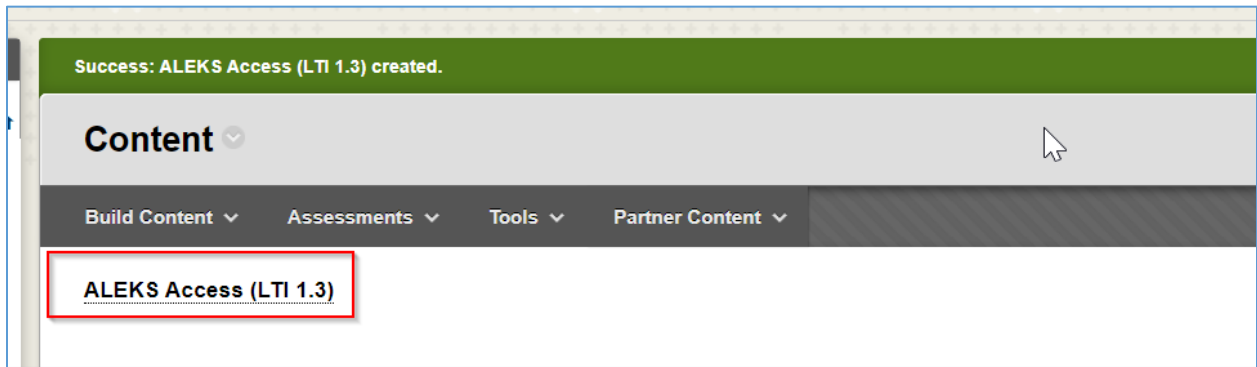 Success: ALEKS Access (LTI 1.3) created.
Content
Build Content Assessments Tools Partner Content
ALEKS Access (LTI 1.3)